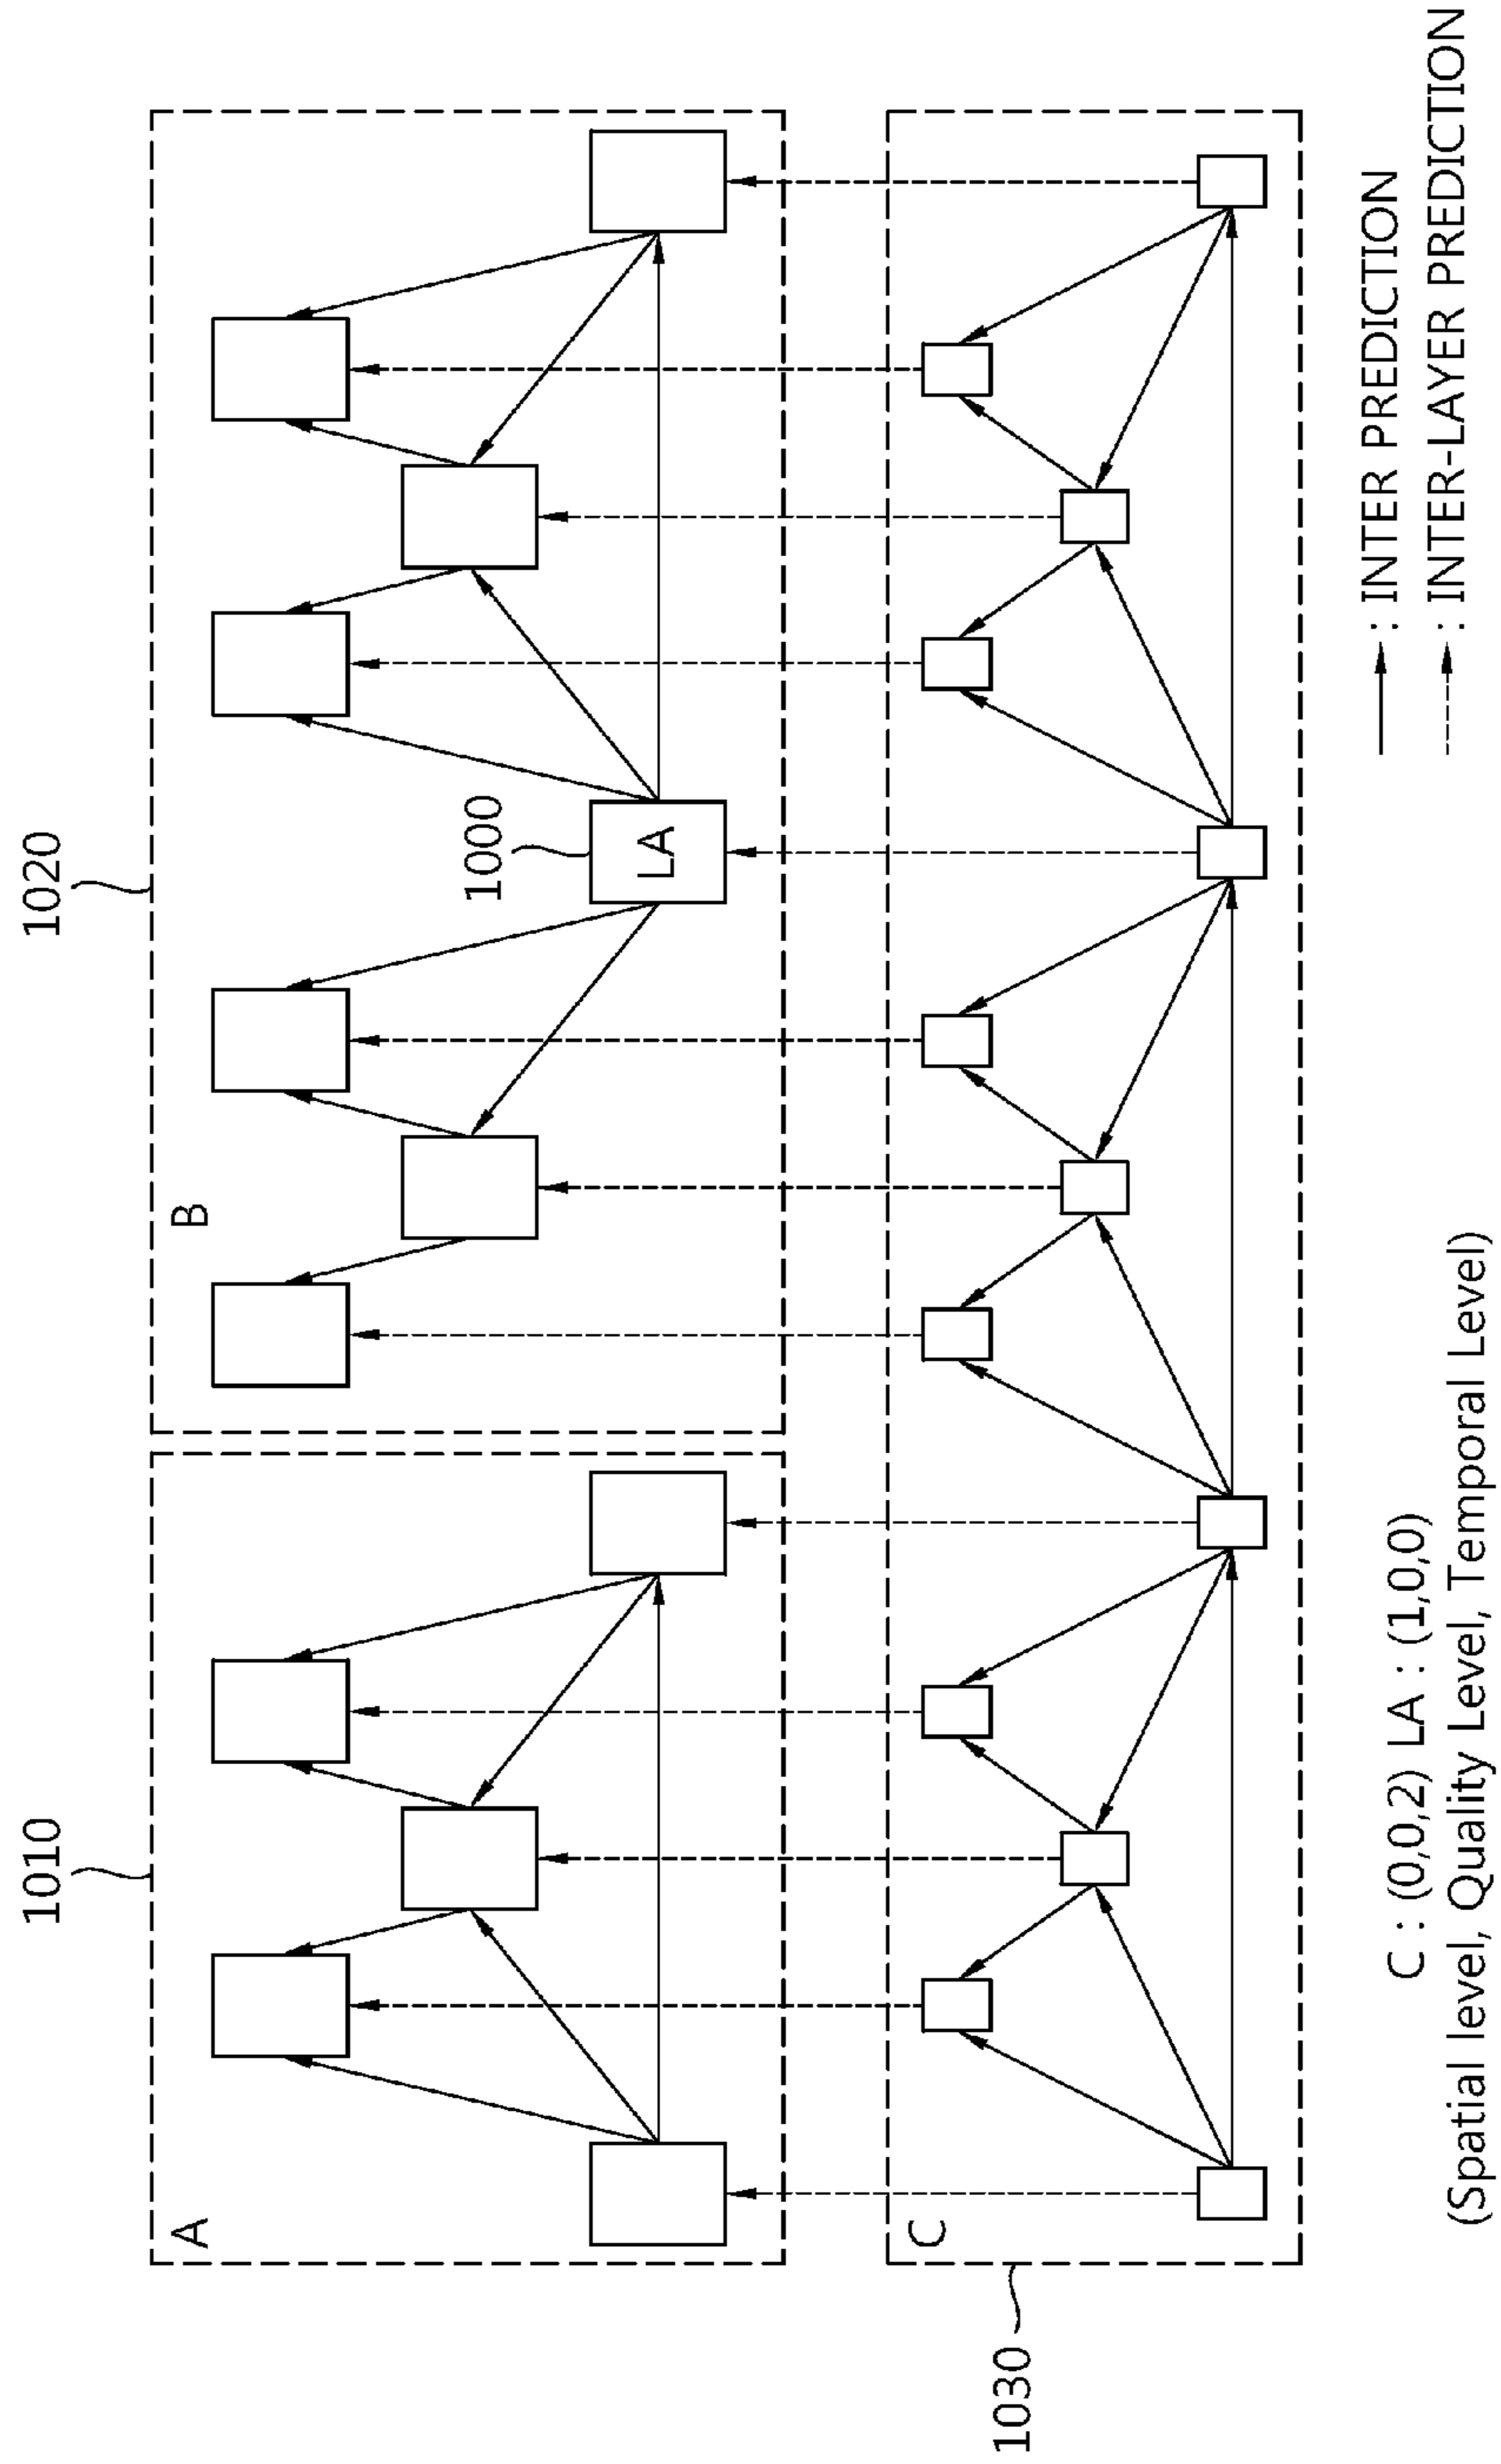 1010
1020
A
B
1000
LA
C
1030
C : (0,0,2) LA : (1,0,0)
(Spatial level, Quality Level, Temporal Level)
: INTER PREDICTION
: INTER-LAYER PREDICTION